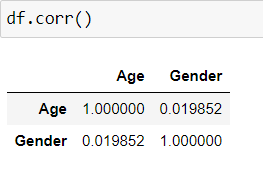 df.corr()
Age Gender
Age 1.000000 0.019852
Gender 0.019852 1.000000